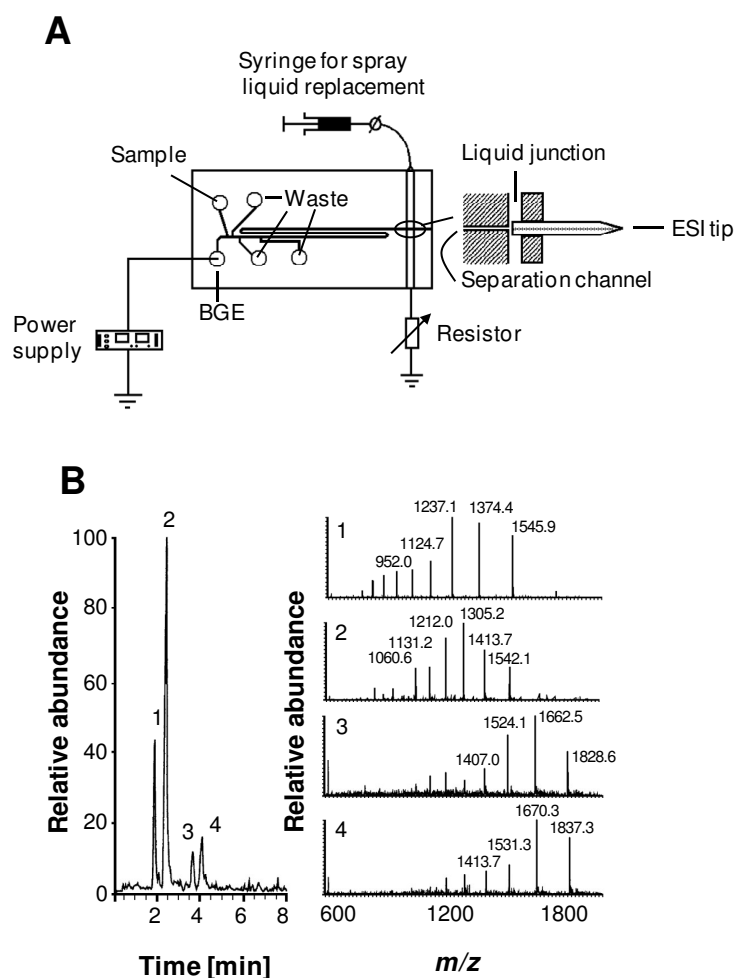 A
Syringe for spray
liquid replacement
Sample
Waste
Liquid junction
ESI tip
Separation channel
BGE
Power
supply
Resistor
B
Relative abundance
100
80
60
40
20
0
1
2
3
4
2 4 6 8
Time [min]
Relative abundance
1
952.0
1124.7
1237.1
1374.4
1545.9
2
1060.6
1131.2
1212.0
1305.2
1413.7
1542.1
3
1407.0
1524.1
1662.5
1828.6
4
1413.7
1531.3
1670.3
1837.3
600 1200 1800
m/z